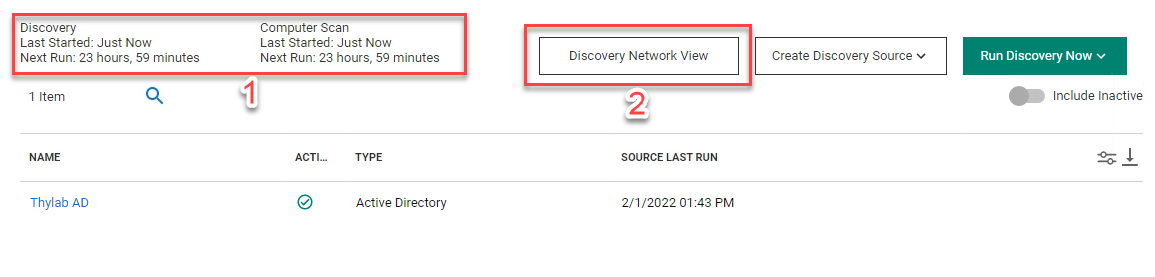 Discovery
Last Started: Just Now
Next Run: 23 hours, 59 minutes
Computer Scan
Last Started: Just Now
Next Run: 23 hours, 59 minutes
1
Discovery Network View
2
Create Discovery Source
Run Discovery Now
1 Item
Include Inactive
NAME ACTI... TYPE SOURCE LAST RUN
Thylab AD Active Directory 2/1/2022 01:43 PM